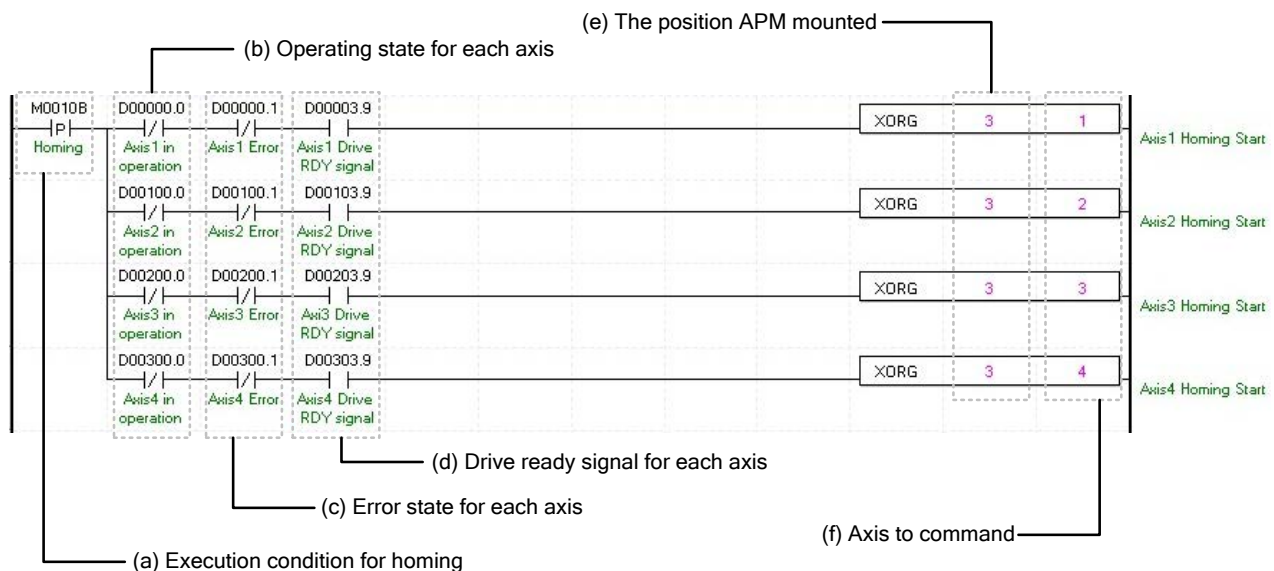 (e) The position APM mounted
(b) Operating state for each axis
M0010B D00000.0 D00000.1 D00003.9
P XORG 3 1
Homing Axis1 in operation Axis1 Error Axis1 Drive RDY signal Axis1 Homing Start
D00100.0 D00100.1 D00103.9
XORG 3 2
Axis2 in operation Axis2 Error Axis2 Drive RDY signal Axis2 Homing Start
D00200.0 D00200.1 D00203.9
XORG 3 3
Axis3 in operation Axis3 Error Axi3 Drive RDY signal Axis3 Homing Start
D00300.0 D00300.1 D00303.9
XORG 3 4
Axis4 in operation Axis4 Error Axis4 Drive RDY signal Axis4 Homing Start
(d) Drive ready signal for each axis
(c) Error state for each axis
(f) Axis to command
(a) Execution condition for homing